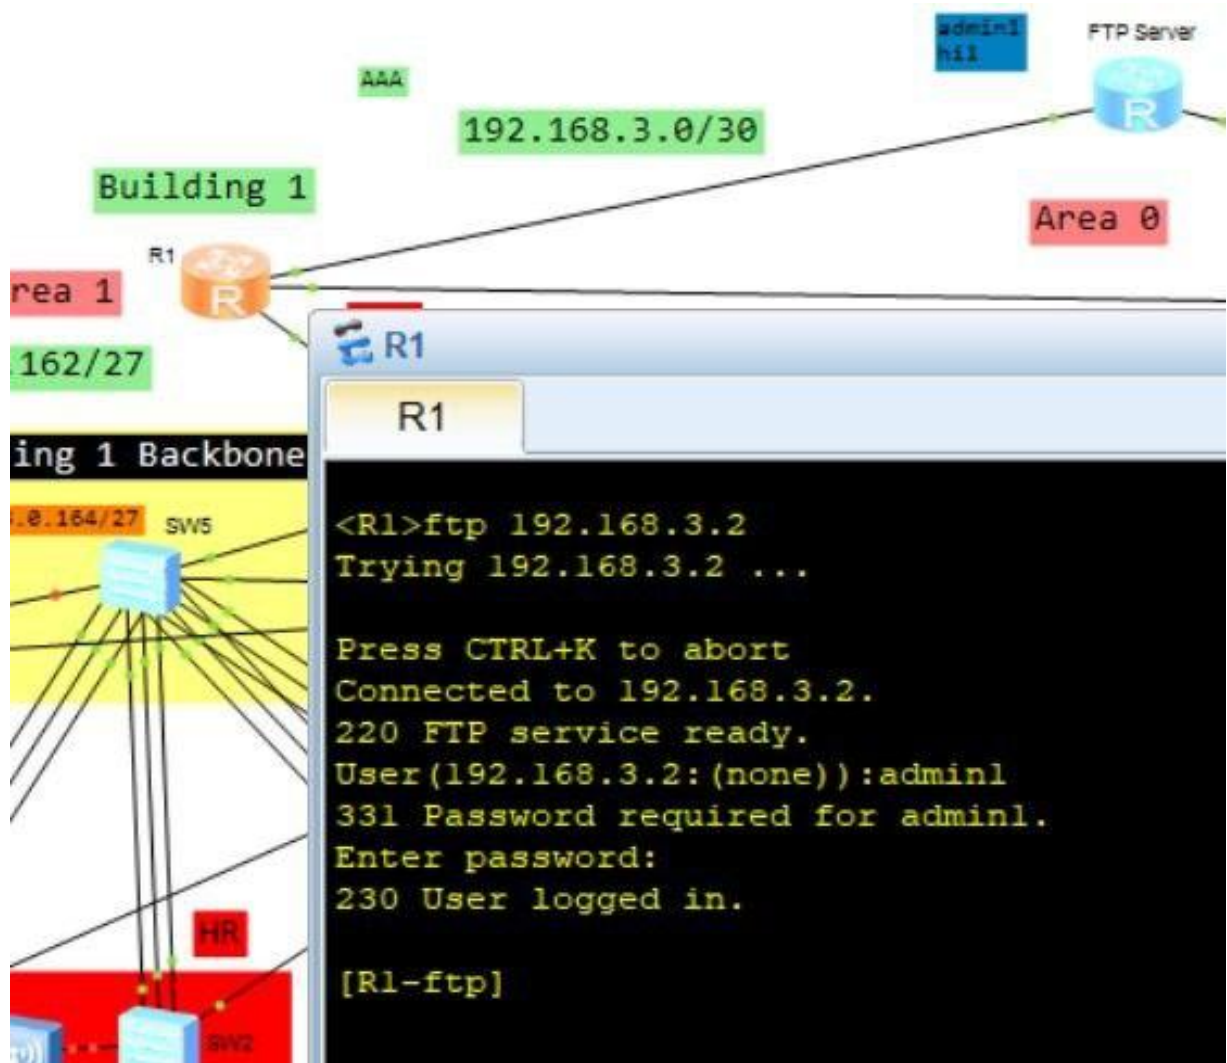 admin1
hi1
FTP Server
AAA
192.168.3.0/30
Building 1
Area 0
R1
rea 1
R
R
.162/27
R1
R1
ing 1 Backbone
.0.164/27
SW5
<R1>ftp 192.168.3.2
Trying 192.168.3.2 ...
Press CTRL+K to abort
Connected to 192.168.3.2.
220 FTP service ready.
User(192.168.3.2:(none)):admin1
331 Password required for admin1.
Enter password:
230 User logged in.
HR
[R1-ftp]
SW2